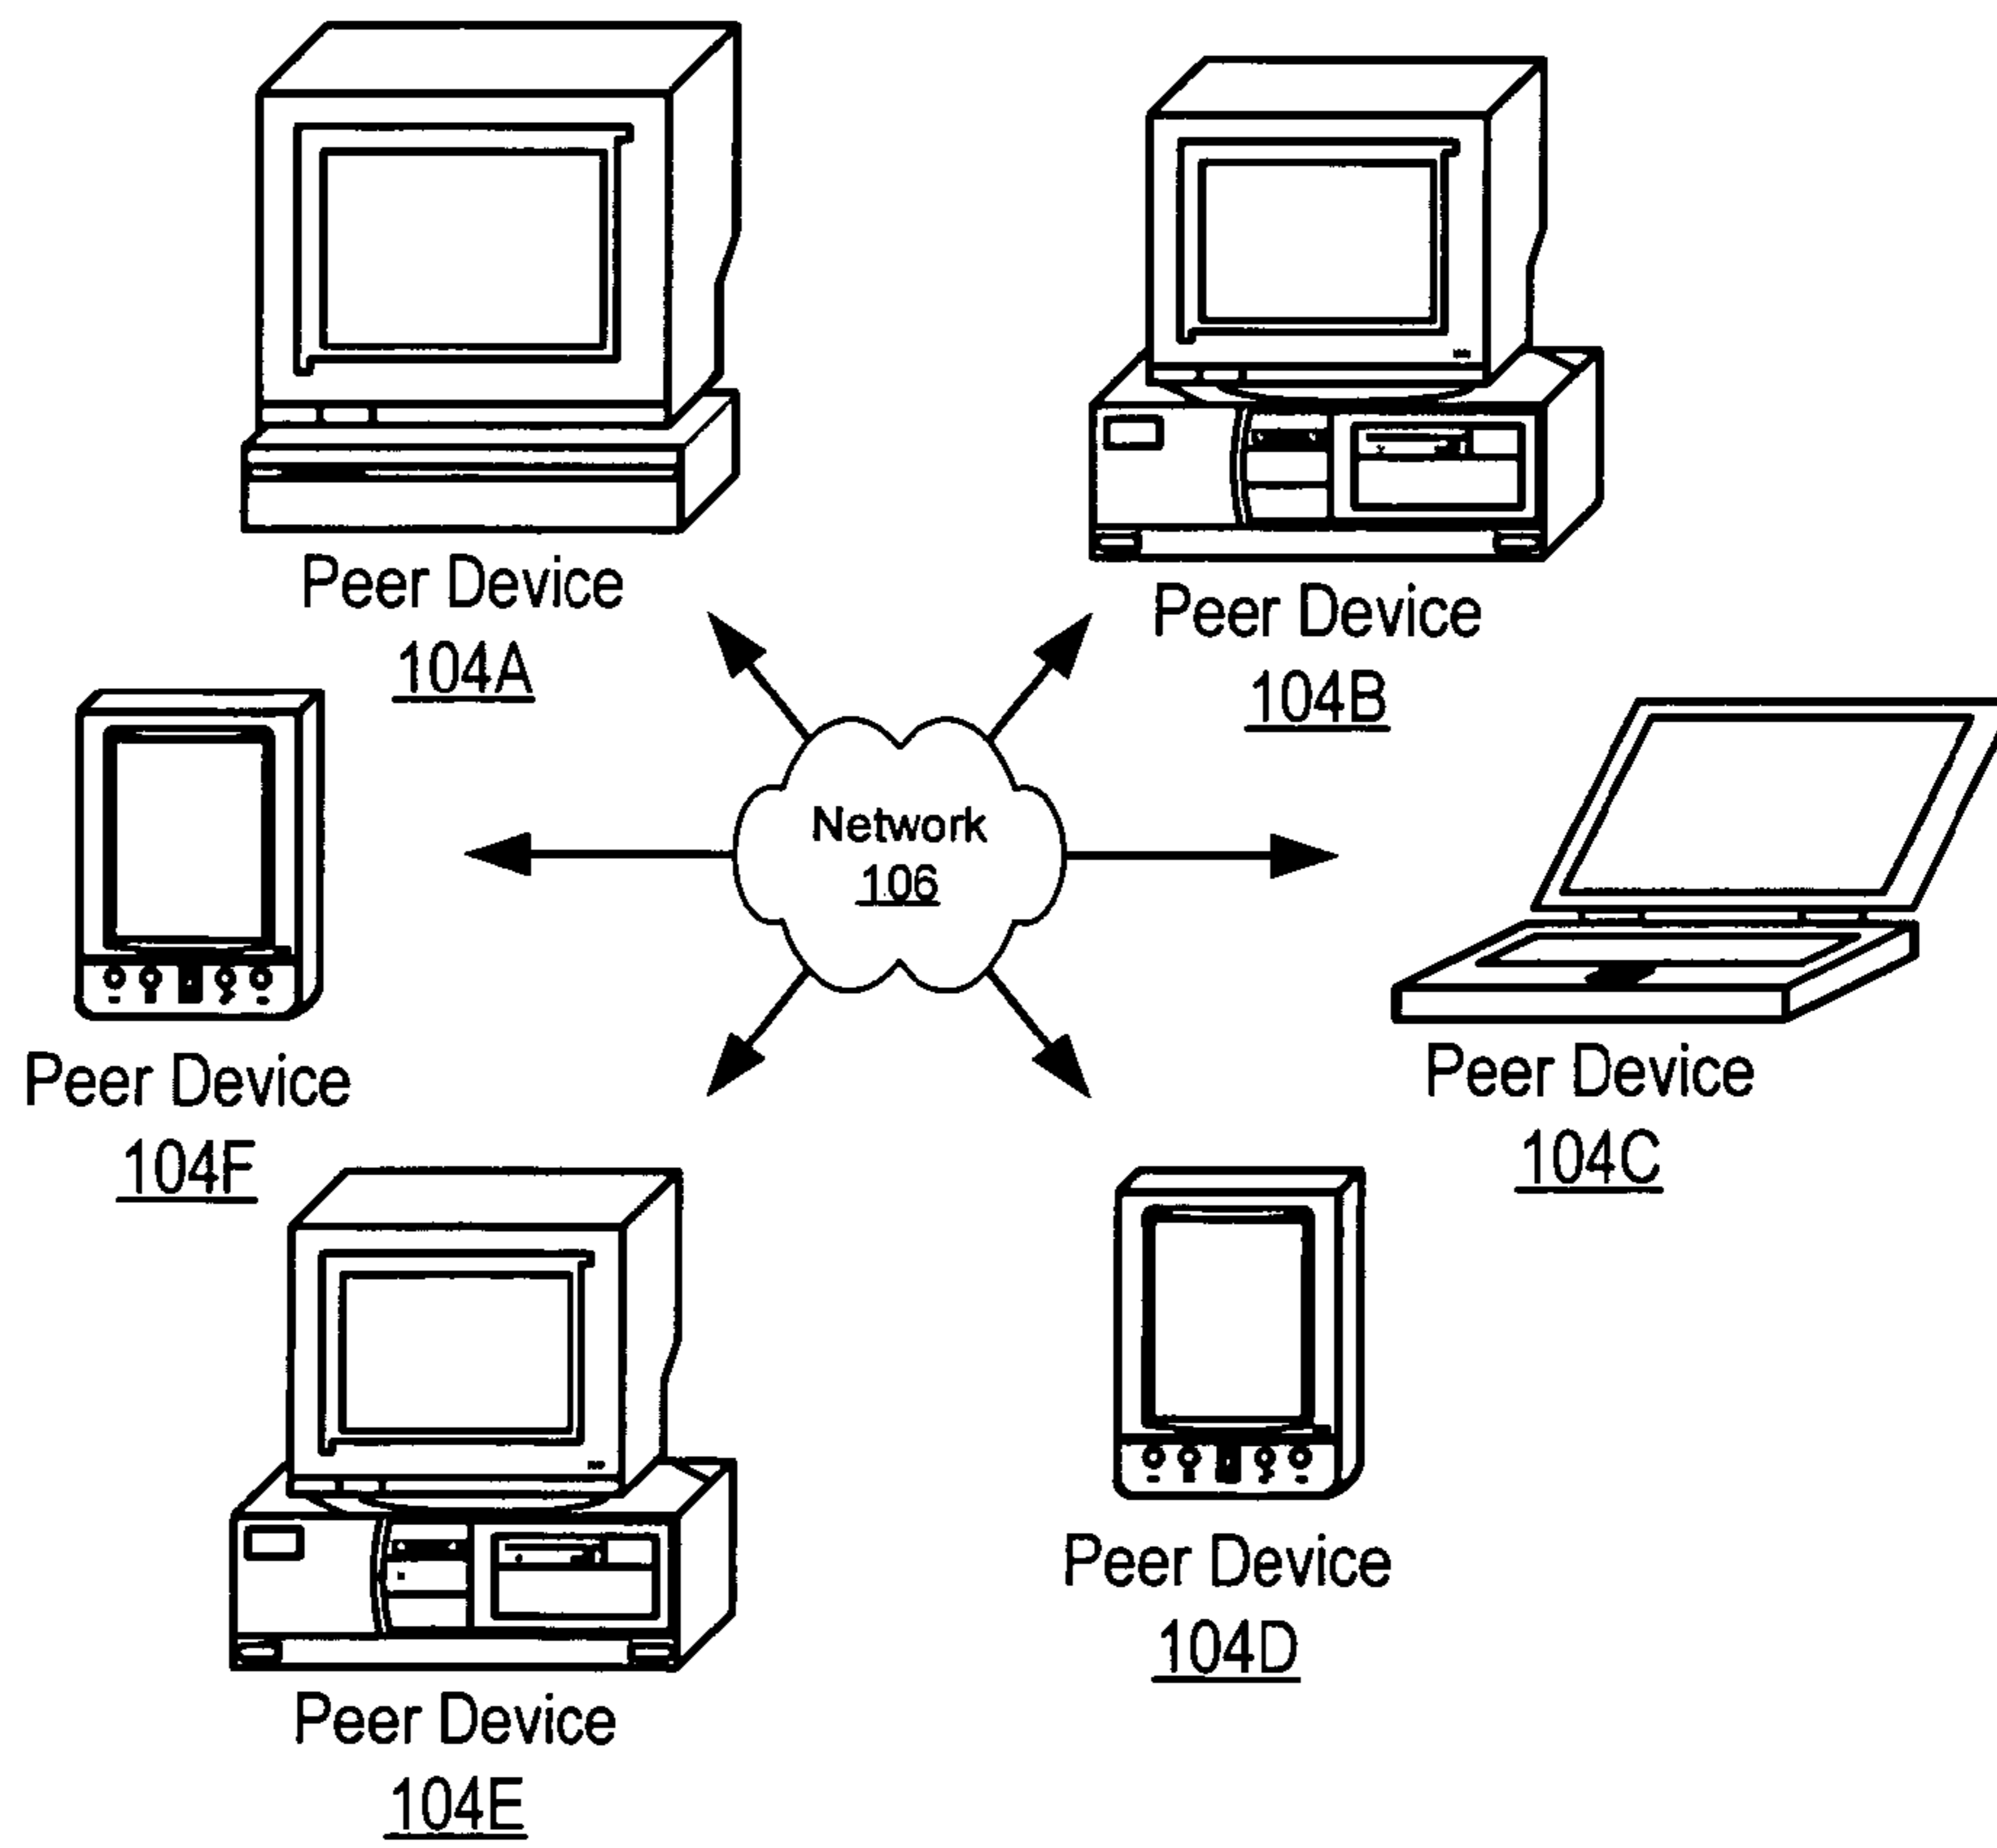 Peer Device
104A
Peer Device
104B
Network
106
Peer Device
104F
Peer Device
104C
Peer Device
104D
Peer Device
104E